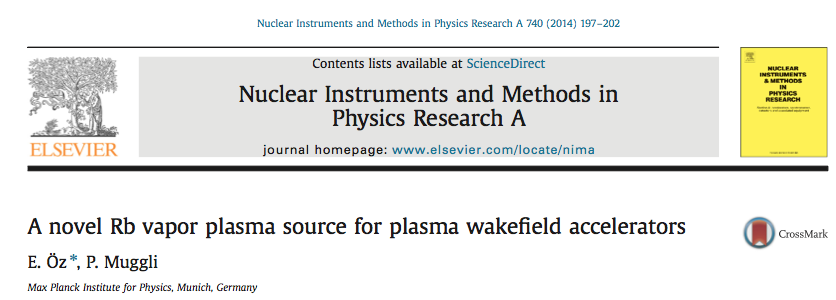 Nuclear Instruments and Methods in Physics Research A 740 (2014) 197–202
Contents lists available at ScienceDirect
Nuclear Instruments and Methods in
Physics Research A
journal homepage: www.elsevier.com/locate/nima
ELSEVIER
NUCLEAR
INSTRUMENTS
& METHODS
IN
PHYSICS
RESEARCH
A novel Rb vapor plasma source for plasma wakefield accelerators
CrossMark
E. Öz*, P. Muggli
Max Planck Institute for Physics, Munich, Germany